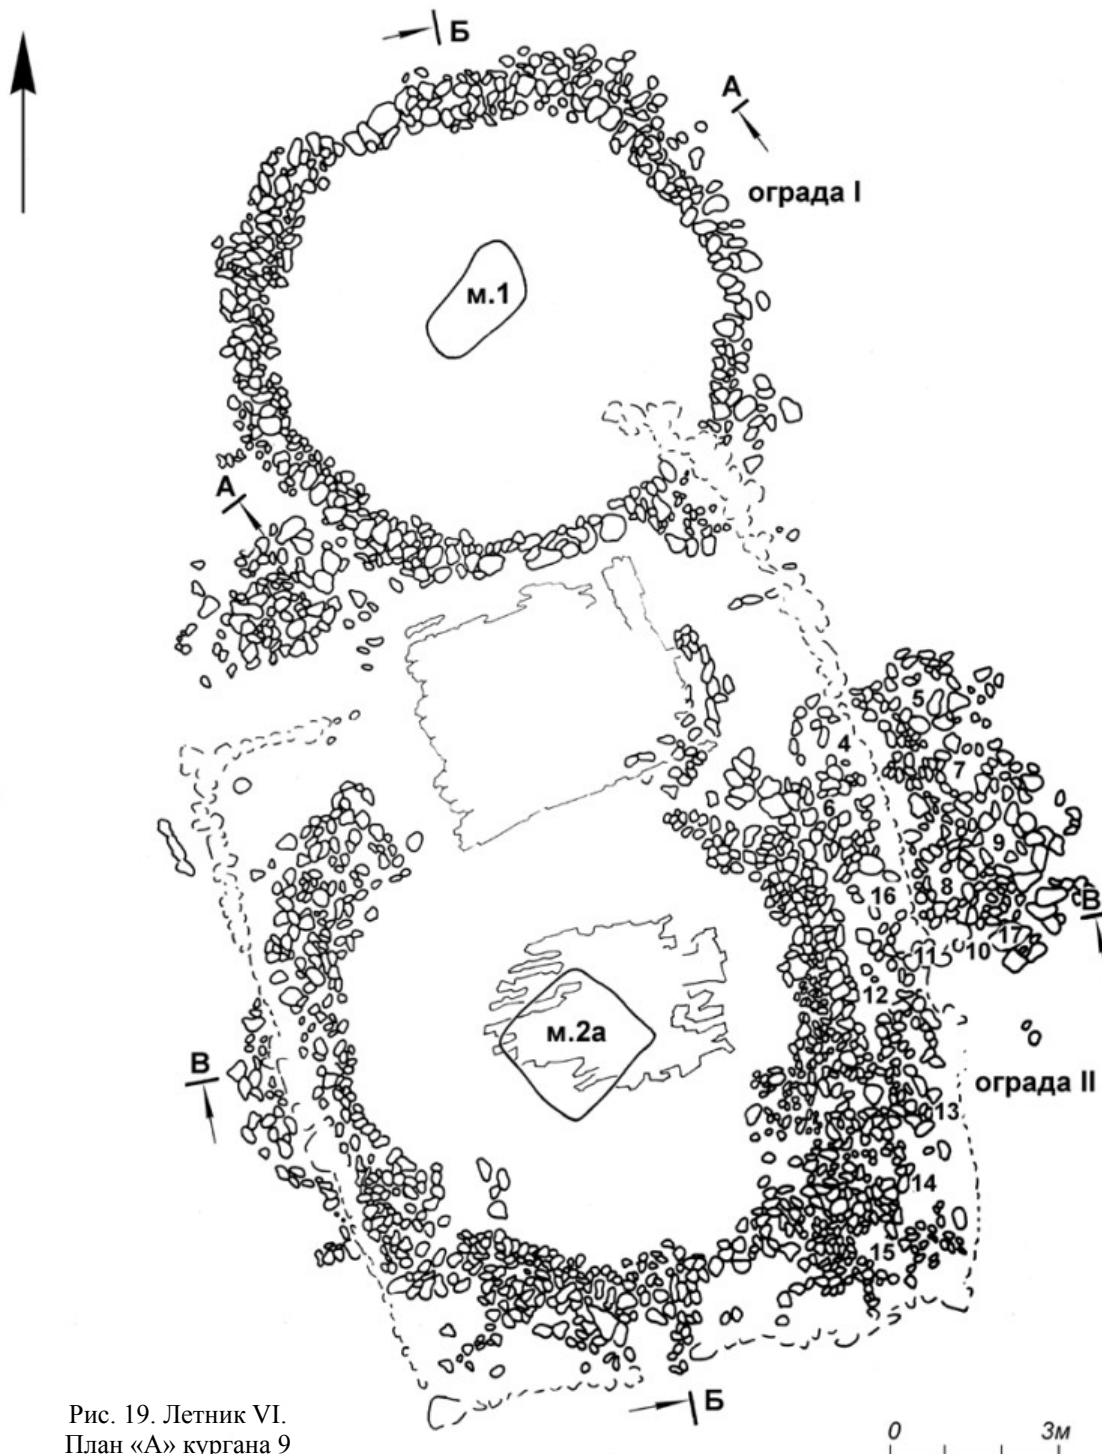 Б
А
ограда I
м.1
А
5
4
7
6
9
8
16
В
17
11
10
12
м.2а
В
ограда II
13
14
15
Б
Рис. 19. Летник VI.
План «А» кургана 9
0 3м